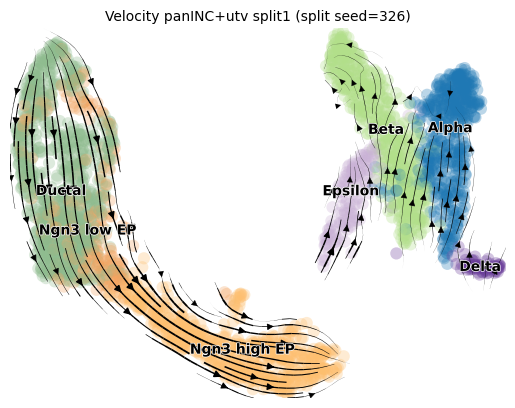 Velocity panINC+utv split1 (split seed=326)
Beta
Alpha
Ductal
Epsilon
Ngn3 low EP
Delta
Ngn3 high EP